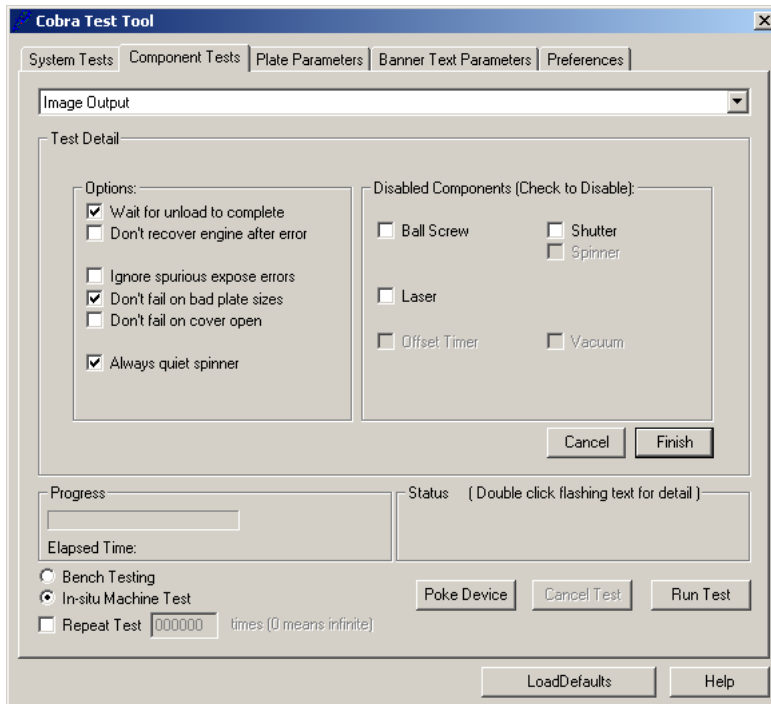 Cobra Test Tool
System Tests Component Tests Plate Parameters Banner Text Parameters Preferences
Image Output
Test Detail
Options:
Wait for unload to complete
Don't recover engine after error
Ignore spurious expose errors
Don't fail on bad plate sizes
Don't fail on cover open
Always quiet spinner
Disabled Components (Check to Disable):
Ball Screw
Shutter
Spinner
Laser
Offset Timer
Vacuum
Cancel Finish
Progress
Elapsed Time:
Status ( Double click flashing text for detail )
Bench Testing
In-situ Machine Test
Repeat Test 000000 times (0 means infinite)
Poke Device Cancel Test Run Test
LoadDefaults Help